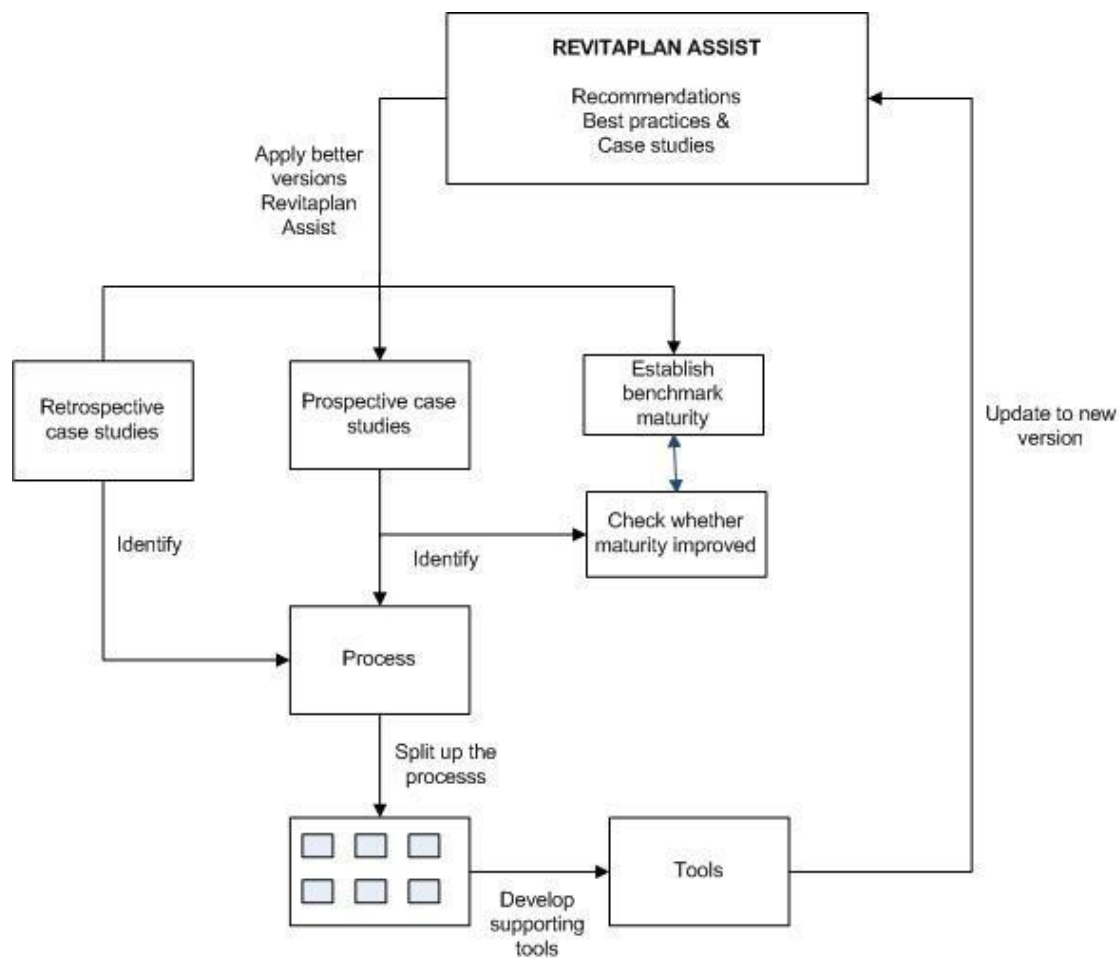 REVITAPLAN ASSIST
Recommendations
Best practices &
Case studies
Apply better
versions
Revitaplan
Assist
Retrospective
case studies
Prospective case
studies
Establish
benchmark
maturity
Update to new
version
Check whether
maturity improved
Identify
Identify
Process
Split up the
processs
Tools
Develop
supporting
tools